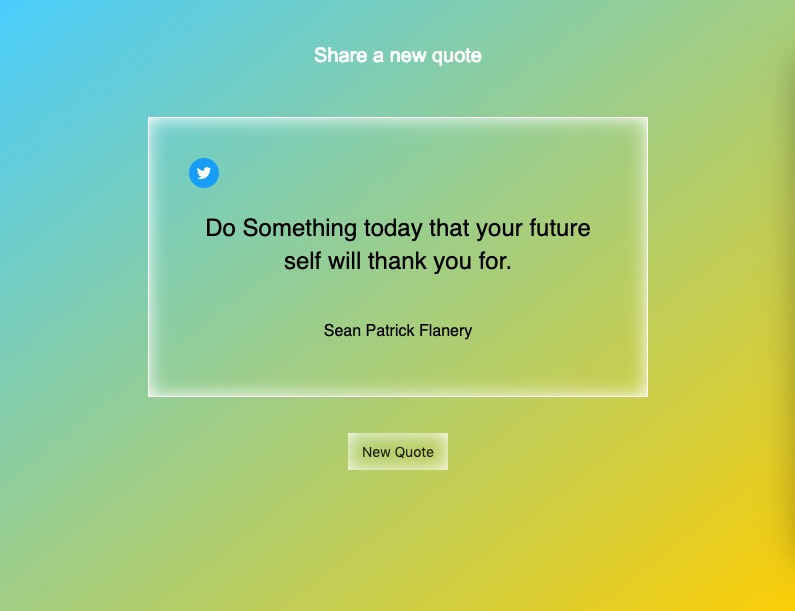 Share a new quote
Do Something today that your future
self will thank you for.
Sean Patrick Flanery
New Quote